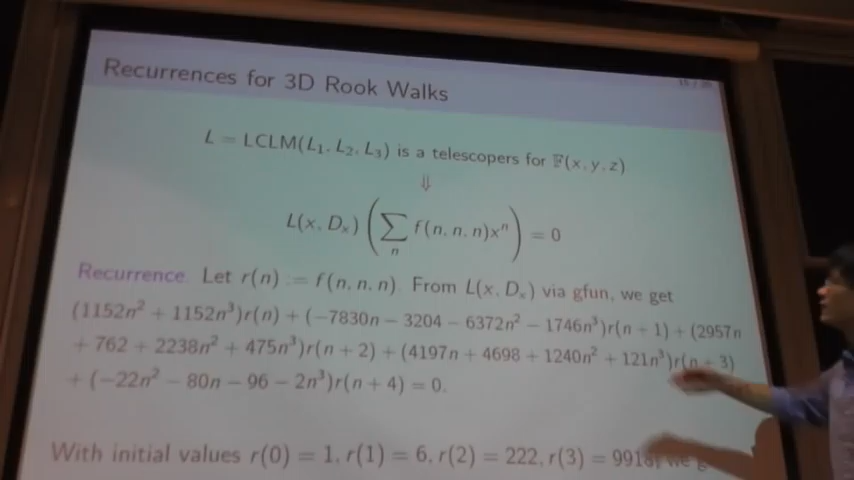 Recurrences for 3D Rook Walks
15 / 26
L = LCLM(L₁, L₂, L₃) is a telescopers for 𝔽(x, y, z)
⇓
L(x, Dₓ) (∑ₙ f(n, n, n)xⁿ) = 0
Recurrence. Let r(n) := f(n, n, n). From L(x, Dₓ) via gfun, we get
(1152n² + 1152n³)r(n) + (−7830n − 3204 − 6372n² − 1746n³)r(n + 1) + (2957n
+ 762 + 2238n² + 475n³)r(n + 2) + (4197n + 4698 + 1240n² + 121n³)r(n + 3)
+ (−22n² − 80n − 96 − 2n³)r(n + 4) = 0.
With initial values r(0) = 1, r(1) = 6, r(2) = 222, r(3) = 9918, we g